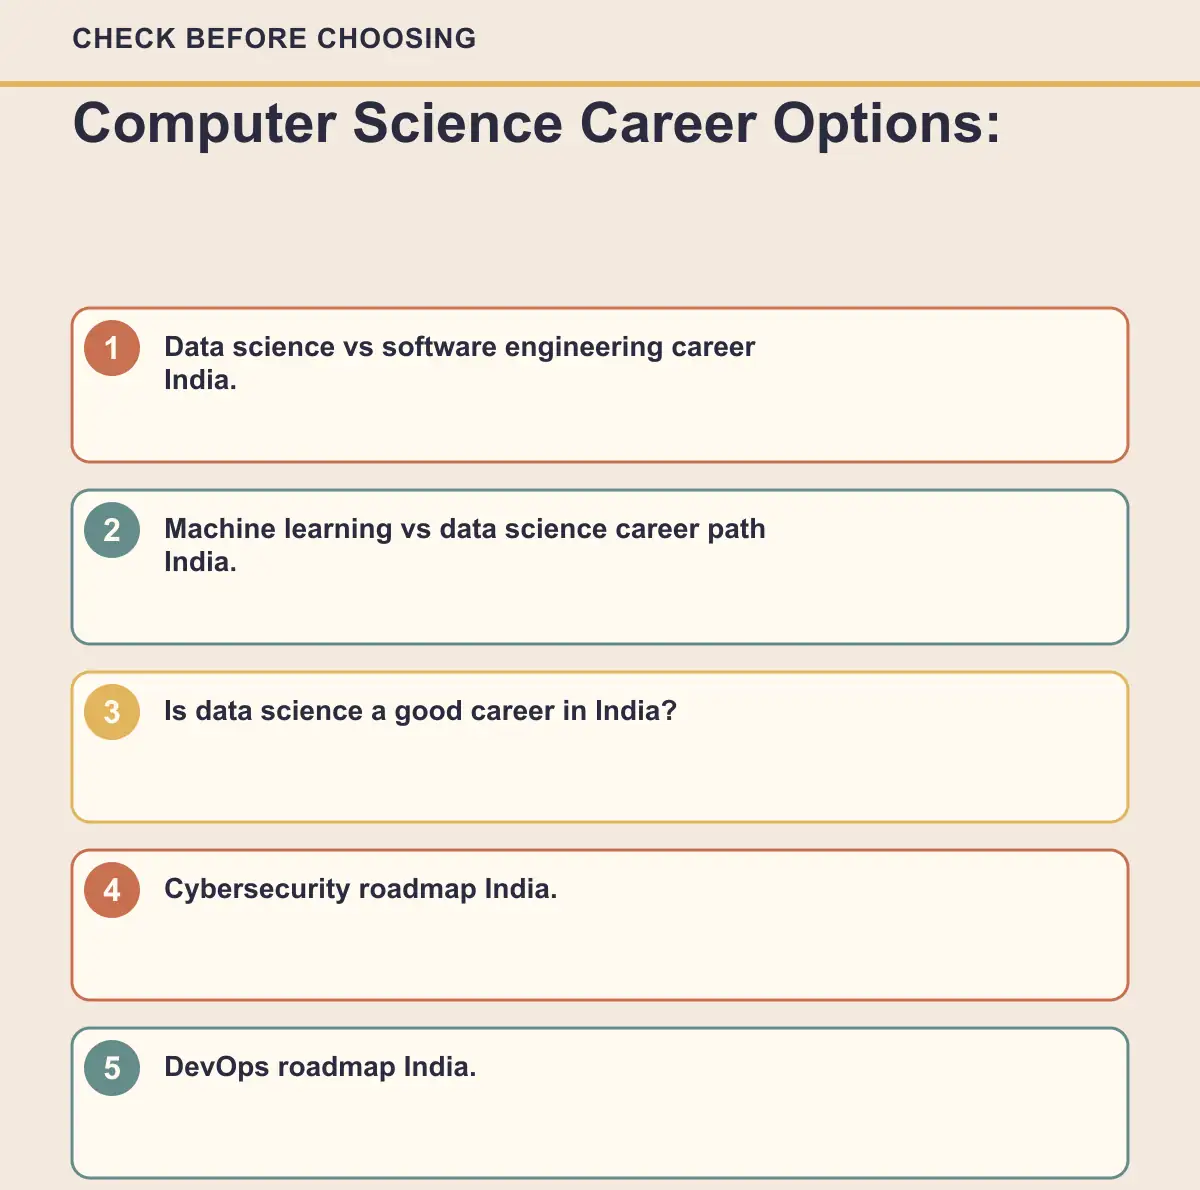 CHECK BEFORE CHOOSING
Computer Science Career Options:
1
Data science vs software engineering career
India.
2
Machine learning vs data science career path
India.
3
Is data science a good career in India?
4
Cybersecurity roadmap India.
5
DevOps roadmap India.